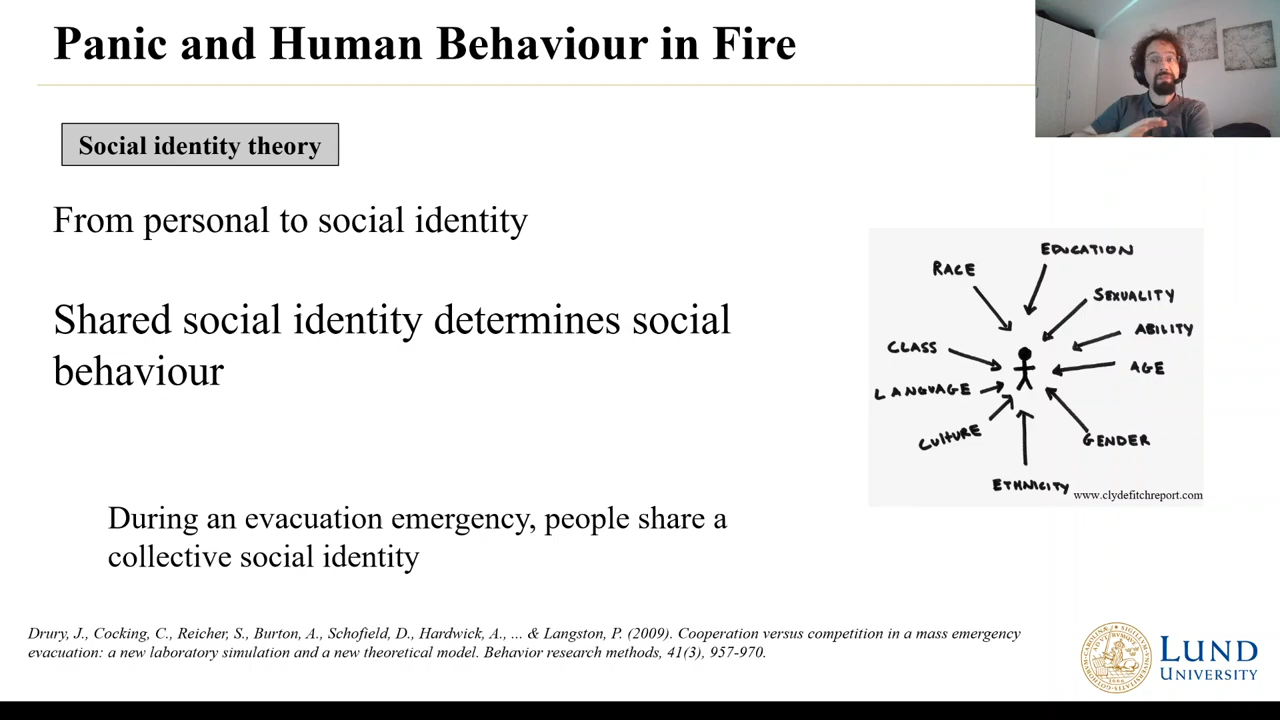 Panic and Human Behaviour in Fire
Social identity theory
From personal to social identity
Shared social identity determines social
behaviour
EDUCATION
RACE
SEXUALITY
ABILITY
CLASS
AGE
LANGUAGE
CULTURE
GENDER
ETHNICITY
www.clydefitchreport.com
During an evacuation emergency, people share a
collective social identity
Drury, J., Cocking, C., Reicher, S., Burton, A., Schofield, D., Hardwick, A., ... & Langston, P. (2009). Cooperation versus competition in a mass emergency
evacuation: a new laboratory simulation and a new theoretical model. Behavior research methods, 41(3), 957-970.
LUND
UNIVERSITY